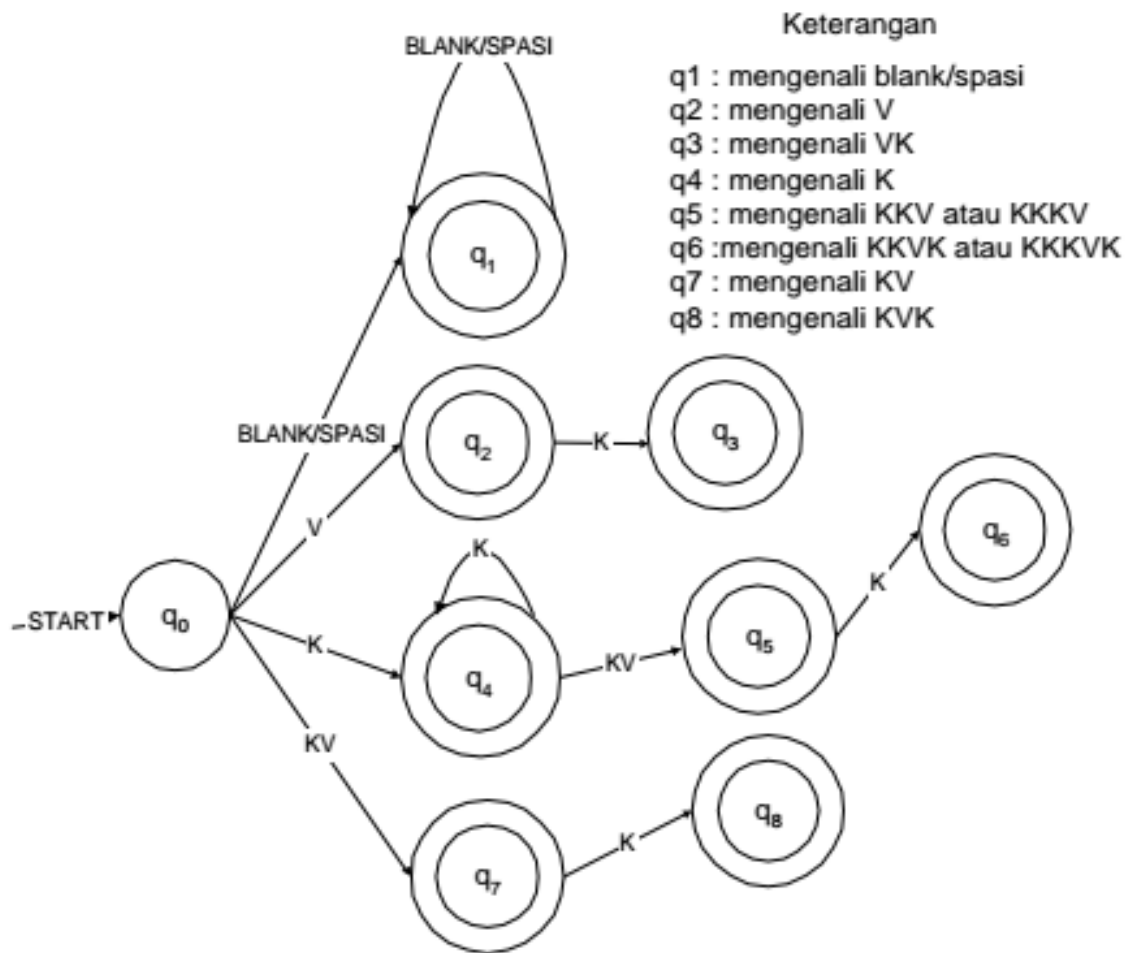 Keterangan
BLANK/SPASI
q1 : mengenali blank/spasi
q2 : mengenali V
q3 : mengenali VK
q4 : mengenali K
q5 : mengenali KKV atau KKKV
q6 :mengenali KKVK atau KKKVK
q7 : mengenali KV
q8 : mengenali KVK
q1
BLANK/SPASI
q2
K
q3
V
K
q6
K
START
q0
K
q4
KV
q5
KV
q7
K
q8